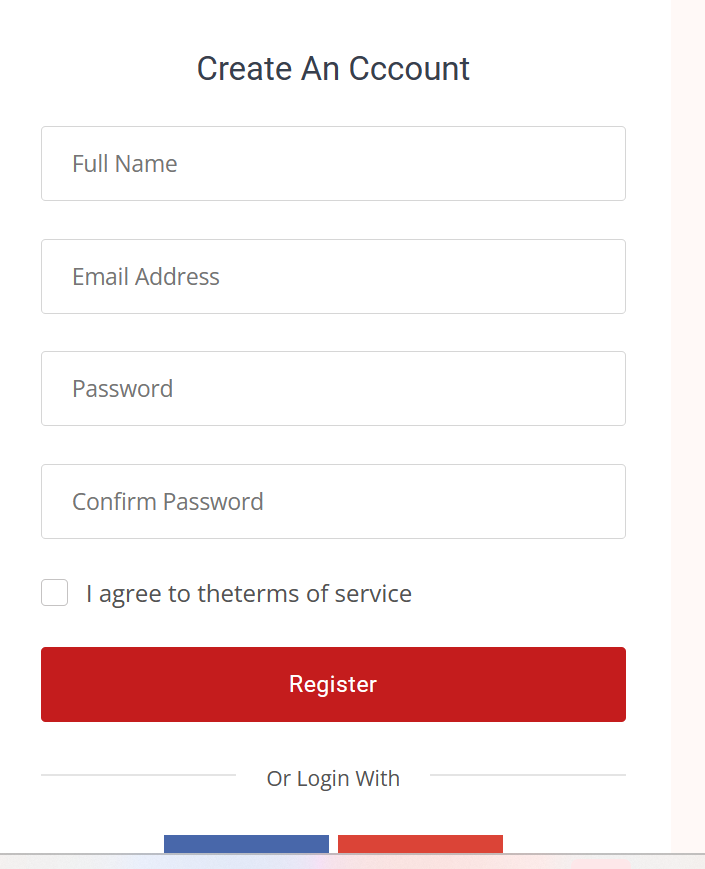 Create An Cccount
Full Name
Email Address
Password
Confirm Password
I agree to theterms of service
Register
Or Login With